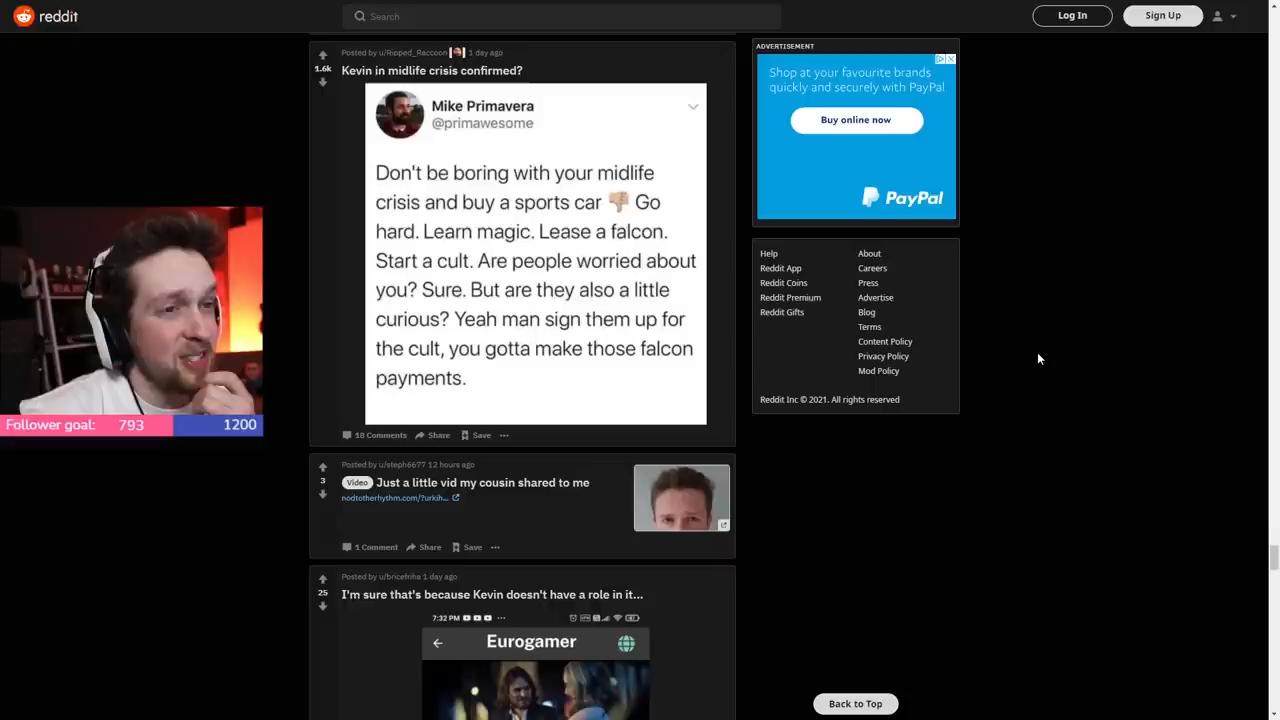 reddit
Search
Log In
Sign Up
Posted by u/Ripped_Raccoon 1 day ago
1.6k
Kevin in midlife crisis confirmed?
Mike Primavera
@primawesome
Don't be boring with your midlife
crisis and buy a sports car 👎🏼 Go
hard. Learn magic. Lease a falcon.
Start a cult. Are people worried about
you? Sure. But are they also a little
curious? Yeah man sign them up for
the cult, you gotta make those falcon
payments.
18 Comments Share Save ...
Posted by u/steph6677 12 hours ago
3
Video Just a little vid my cousin shared to me
nodtotherhythm.com/?urkih...
1 Comment Share Save ...
Posted by u/bricefriha 1 day ago
25
I'm sure that's because Kevin doesn't have a role in it...
7:32 PM ...
Eurogamer
ADVERTISEMENT
Shop at your favourite brands
quickly and securely with PayPal
Buy online now
PayPal
Help About
Reddit App Careers
Reddit Coins Press
Reddit Premium Advertise
Reddit Gifts Blog
Terms
Content Policy
Privacy Policy
Mod Policy
Reddit Inc © 2021. All rights reserved
Back to Top
Follower goal: 793 1200